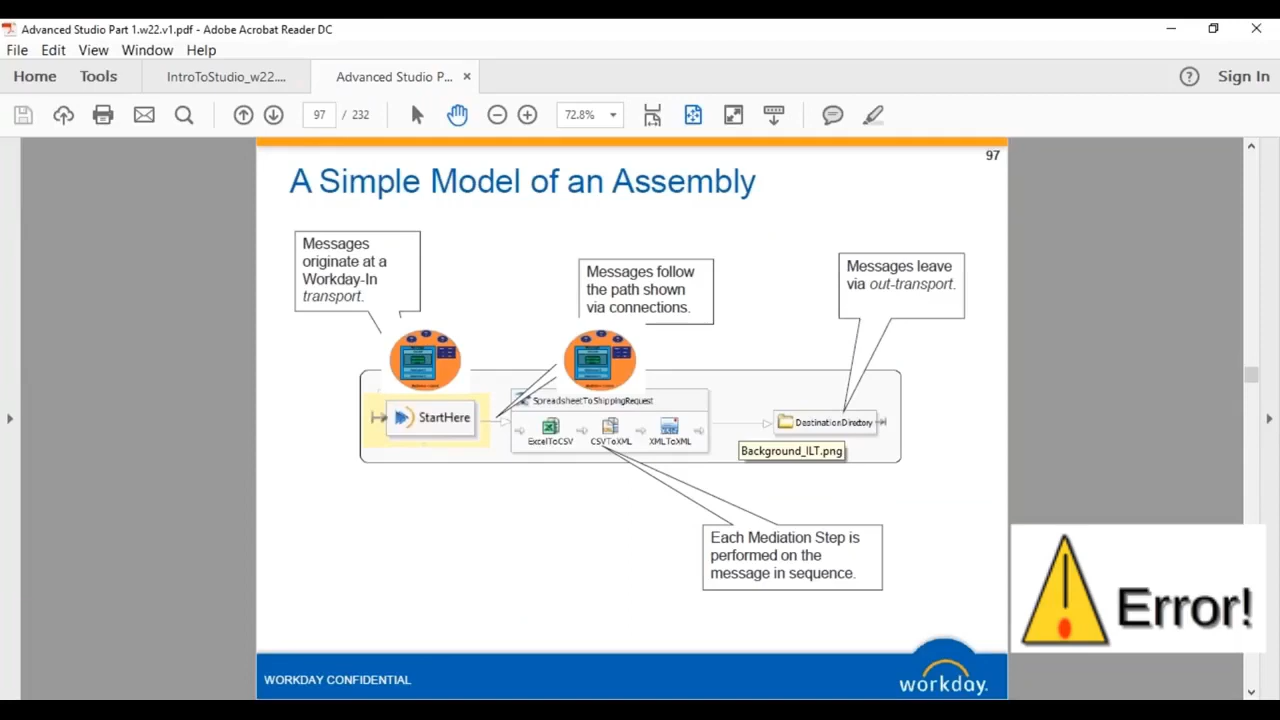 Advanced Studio Part 1.w22.v1.pdf - Adobe Acrobat Reader DC
File Edit View Window Help
Home Tools IntroToStudio_w22.... Advanced Studio P... × ? Sign In
97 / 232 72.8%
97
A Simple Model of an Assembly
Messages
originate at a
Workday-In
transport.
Messages follow
the path shown
via connections.
Messages leave
via out-transport.
StartHere
SpreadsheetToShippingRequest
ExcelToCSV CSVToXML XMLToXML
DestinationDirectory
Background_ILT.png
Each Mediation Step is
performed on the
message in sequence.
Error!
WORKDAY CONFIDENTIAL
workday.